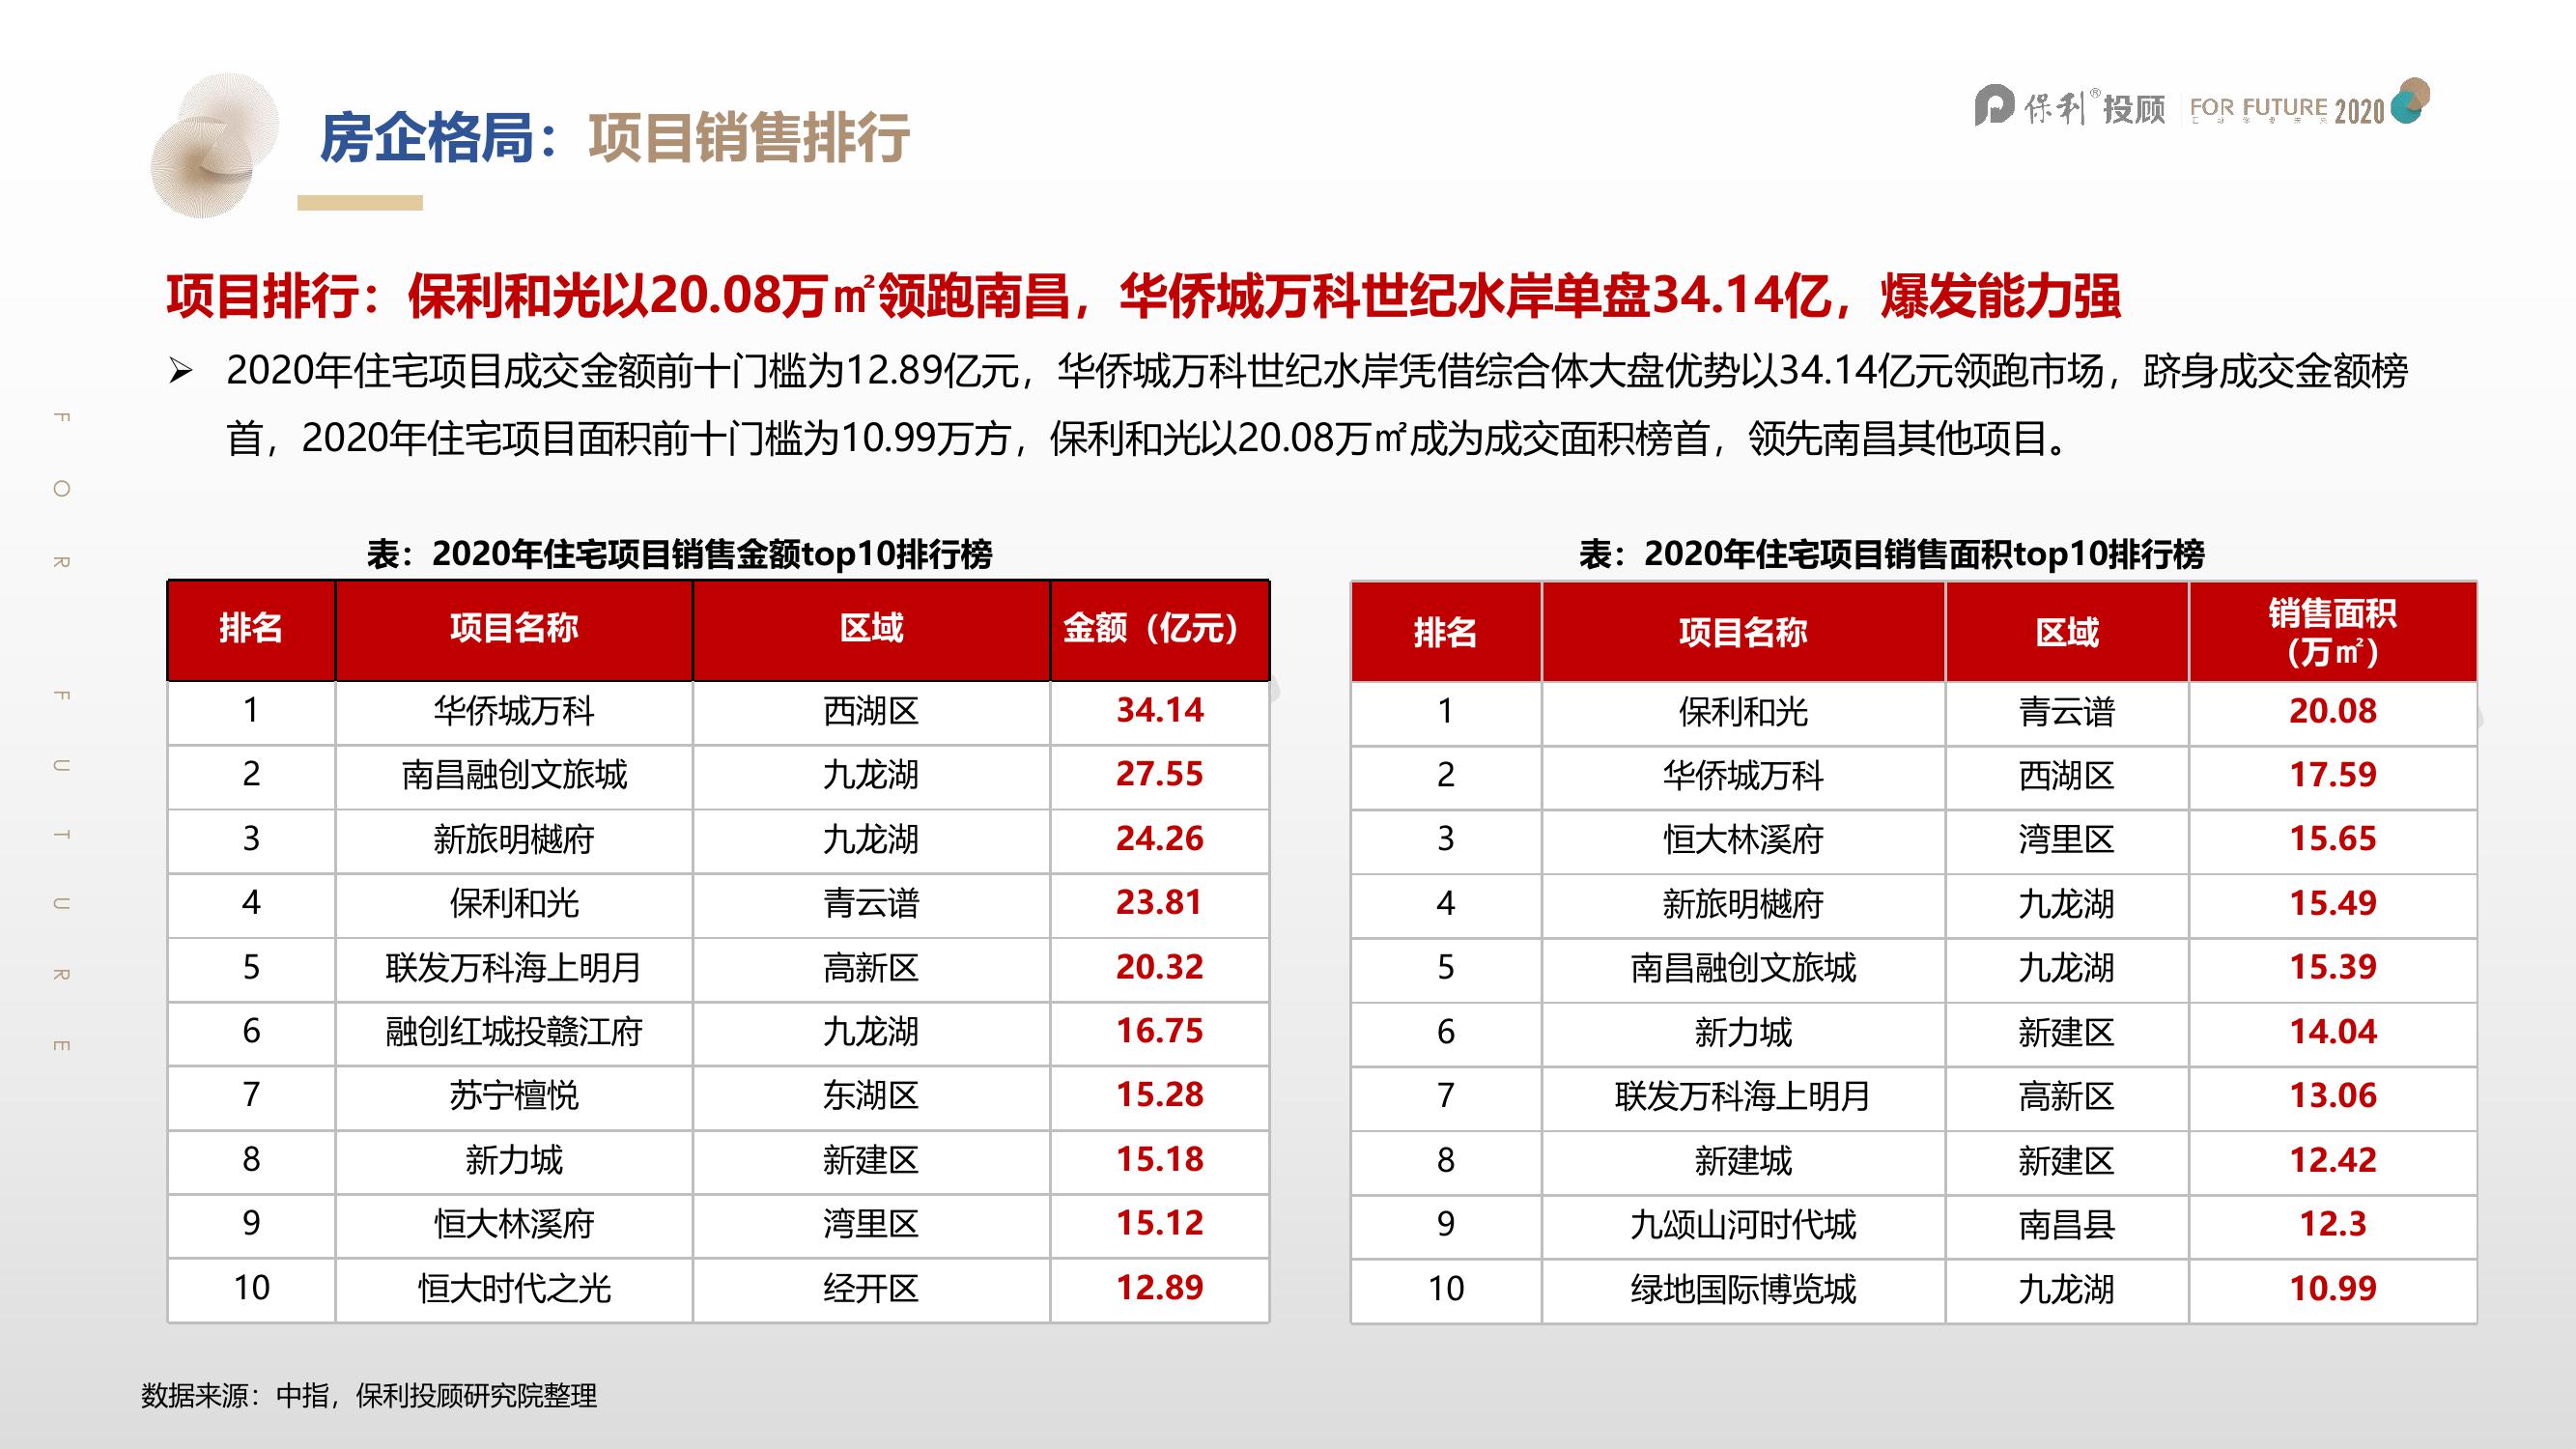 房企格局：项目销售排行
保利®投顾 FOR FUTURE 2020
项目排行：保利和光以20.08万㎡领跑南昌，华侨城万科世纪水岸单盘34.14亿，爆发能力强
➢ 2020年住宅项目成交金额前十门槛为12.89亿元，华侨城万科世纪水岸凭借综合体大盘优势以34.14亿元领跑市场，跻身成交金额榜
首，2020年住宅项目面积前十门槛为10.99万方，保利和光以20.08万㎡成为成交面积榜首，领先南昌其他项目。
FOR FUTURE
表：2020年住宅项目销售金额top10排行榜
排名 项目名称 区域 金额（亿元）
1 华侨城万科 西湖区 34.14
2 南昌融创文旅城 九龙湖 27.55
3 新旅明樾府 九龙湖 24.26
4 保利和光 青云谱 23.81
5 联发万科海上明月 高新区 20.32
6 融创红城投赣江府 九龙湖 16.75
7 苏宁檀悦 东湖区 15.28
8 新力城 新建区 15.18
9 恒大林溪府 湾里区 15.12
10 恒大时代之光 经开区 12.89
表：2020年住宅项目销售面积top10排行榜
排名 项目名称 区域 销售面积
（万㎡）
1 保利和光 青云谱 20.08
2 华侨城万科 西湖区 17.59
3 恒大林溪府 湾里区 15.65
4 新旅明樾府 九龙湖 15.49
5 南昌融创文旅城 九龙湖 15.39
6 新力城 新建区 14.04
7 联发万科海上明月 高新区 13.06
8 新建城 新建区 12.42
9 九颂山河时代城 南昌县 12.3
10 绿地国际博览城 九龙湖 10.99
数据来源：中指，保利投顾研究院整理